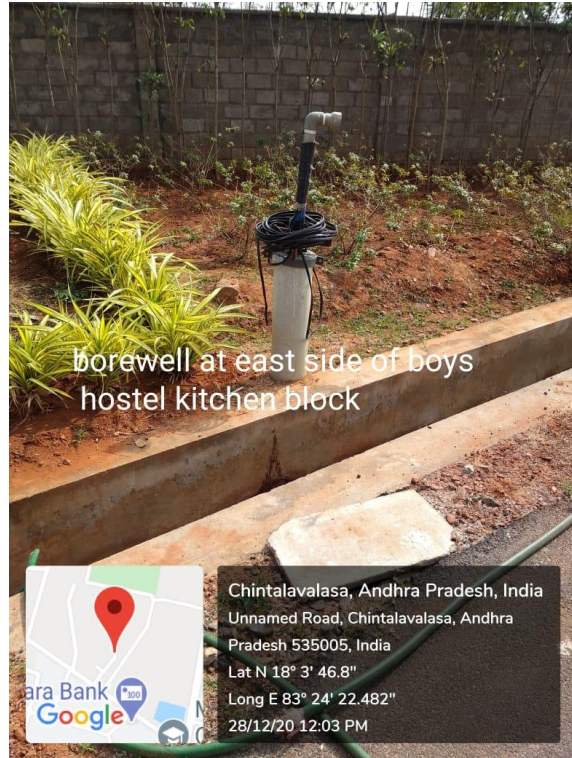 borewell at east side of boys
hostel kitchen block
Chintalavalasa, Andhra Pradesh, India
Unnamed Road, Chintalavalasa, Andhra
Pradesh 535005, India
Lat N 18° 3' 46.8"
Long E 83° 24' 22.482"
28/12/20 12:03 PM
ara Bank
100
Google